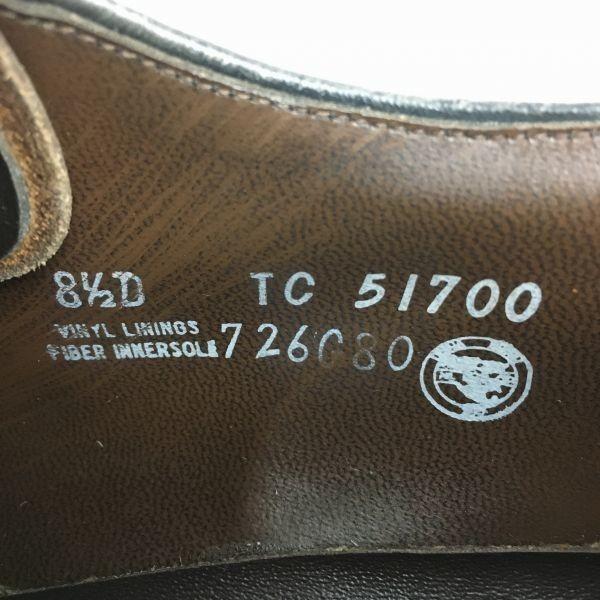 8½D TC 51700
VINYL LININGS
FIBER INNERSOLE 726080